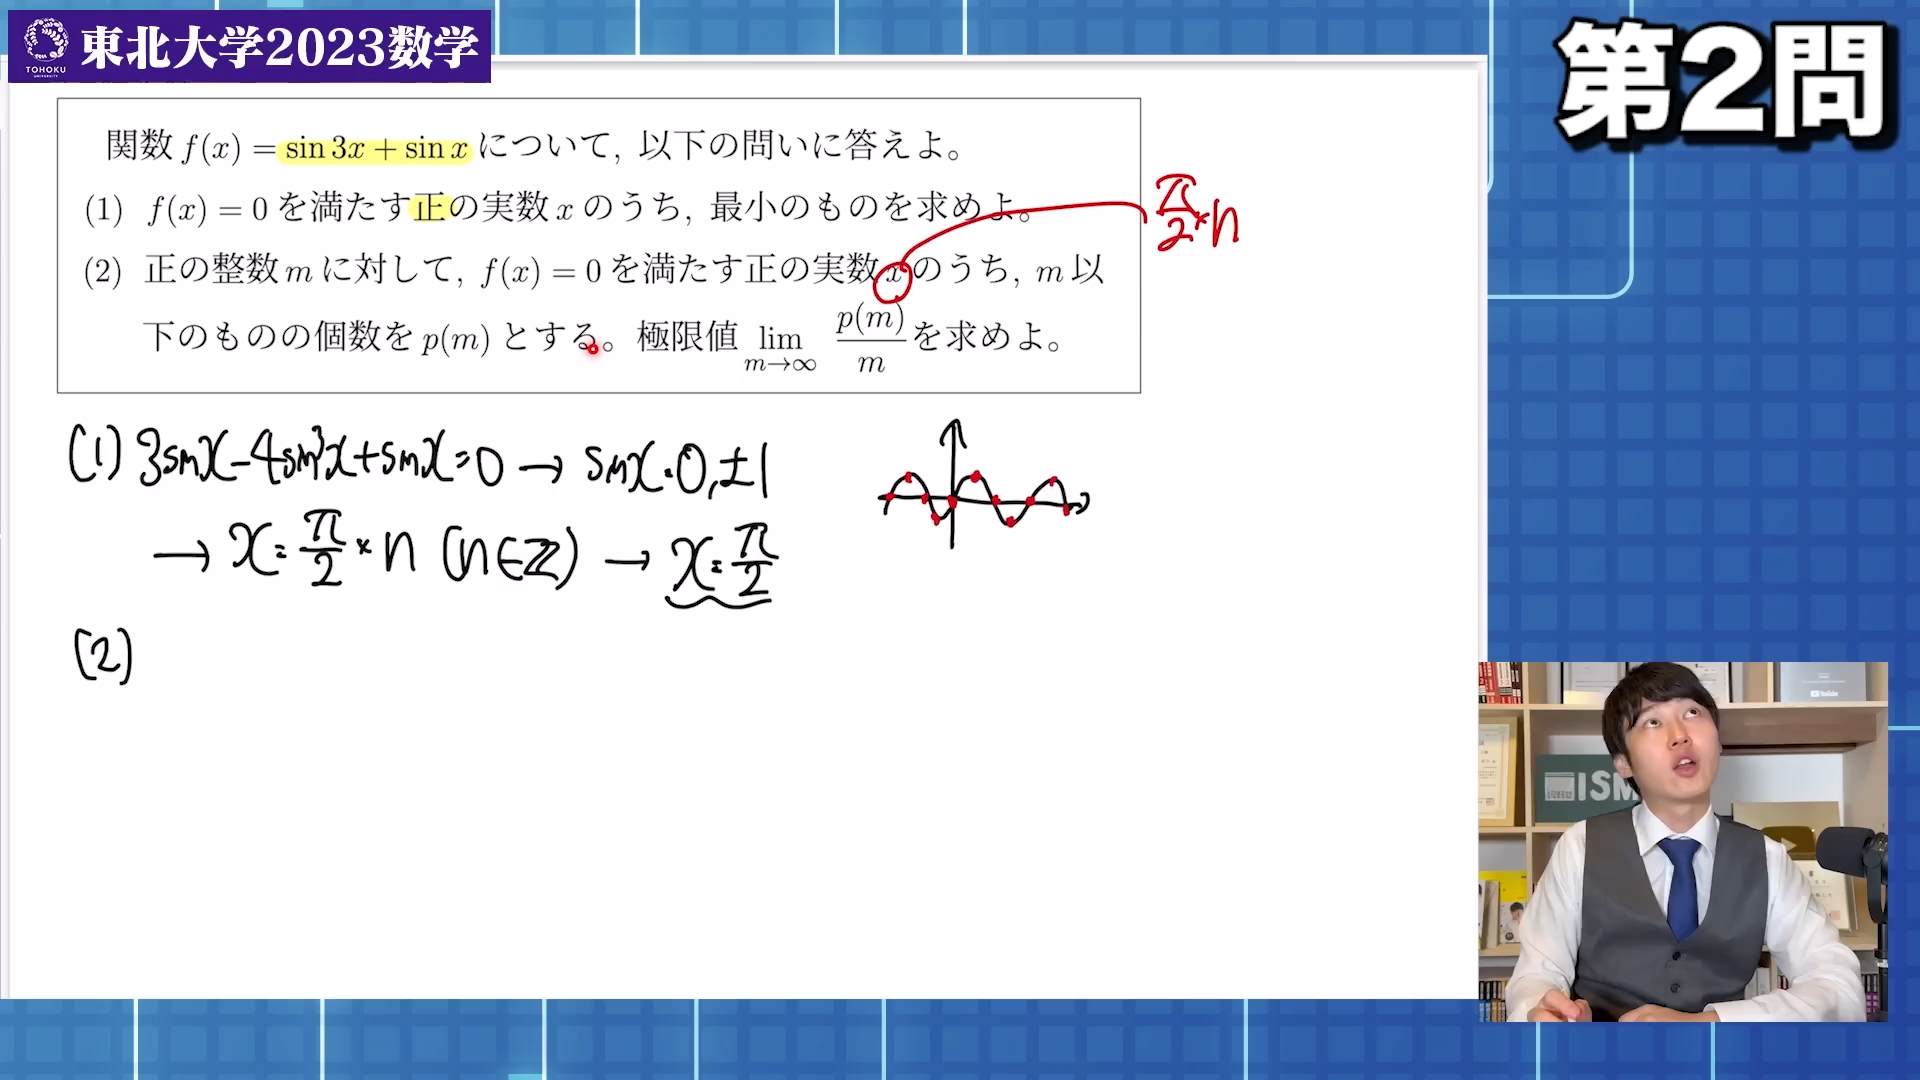 東北大学2023数学
TOHOKU
UNIVERSITY
第2問
関数 f(x) = sin 3x + sin x について, 以下の問いに答えよ。
(1) f(x) = 0 を満たす正の実数 x のうち, 最小のものを求めよ。
(2) 正の整数 m に対して, f(x) = 0 を満たす正の実数 x のうち, m 以
下のものの個数を p(m) とする。極限値 lim_{m→∞} p(m)/m を求めよ。
π/2 × n
(1) 3sinx - 4sin³x + sinx = 0 → sinx = 0, ±1
→ x = π/2 × n (n∈ℤ) → x = π/2
(2)
YouTube
ISM